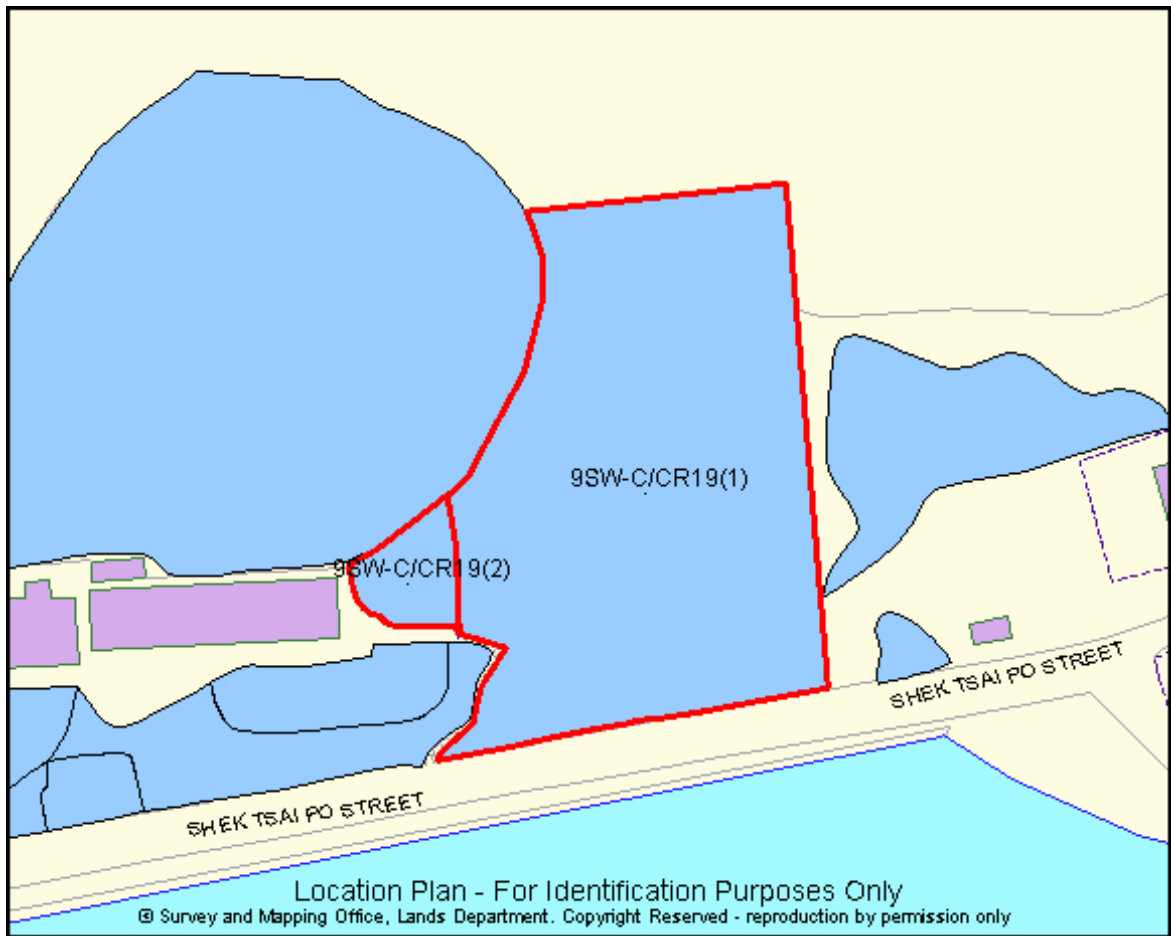 9SW-C/CR19(1)
9SW-C/CR19(2)
SHEK TSAI PO STREET
SHEK TSAI PO STREET
Location Plan - For Identification Purposes Only
© Survey and Mapping Office, Lands Department. Copyright Reserved - reproduction by permission only